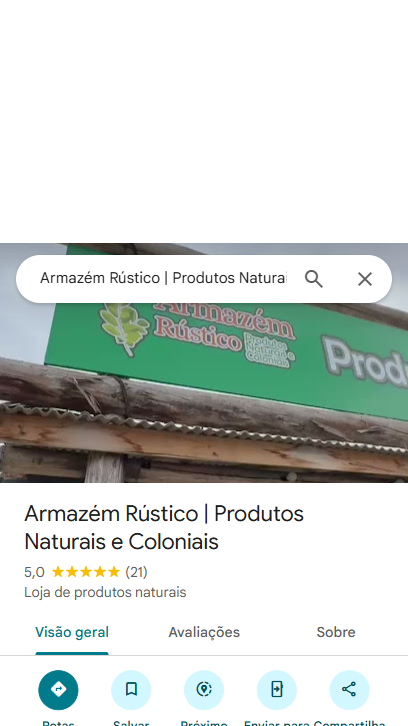 Armazém Rústico | Produtos Naturai
Armazém
Rústico
Produtos
Naturais e
Coloniais
Produ
Armazém Rústico | Produtos
Naturais e Coloniais
5,0 ★★★★★ (21)
Loja de produtos naturais
Visão geral Avaliações Sobre
Rotas Salvar Próximo Enviar para Compartilha